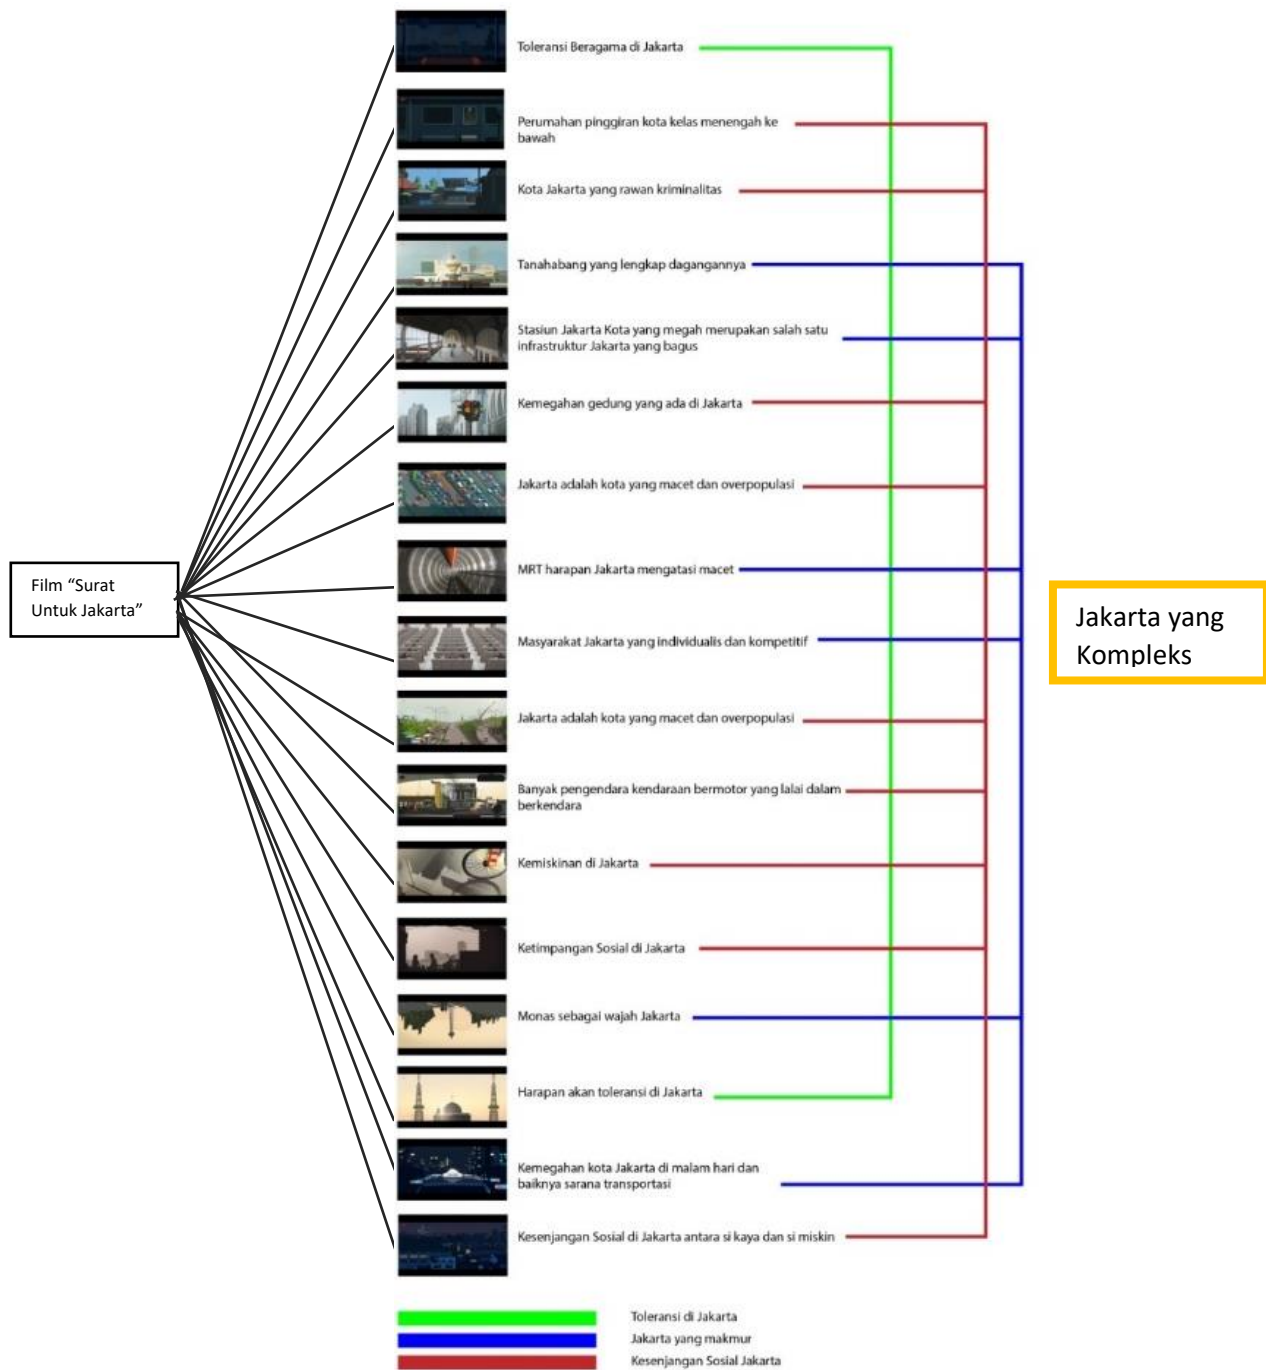 Toleransi Beragama di Jakarta
Perumahan pinggiran kota kelas menengah ke
bawah
Kota Jakarta yang rawan kriminalitas
Tanahabang yang lengkap dagangannya
Stasiun Jakarta Kota yang megah merupakan salah satu
infrastruktur Jakarta yang bagus
Kemegahan gedung yang ada di Jakarta
Jakarta adalah kota yang macet dan overpopulasi
MRT harapan Jakarta mengatasi macet
Film “Surat
Untuk Jakarta”
Jakarta yang
Kompleks
Masyarakat Jakarta yang individualis dan kompetitif
Jakarta adalah kota yang macet dan overpopulasi
Banyak pengendara kendaraan bermotor yang lalai dalam
berkendara
Kemiskinan di Jakarta
Ketimpangan Sosial di Jakarta
Monas sebagai wajah Jakarta
Harapan akan toleransi di Jakarta
Kemegahan kota Jakarta di malam hari dan
baiknya sarana transportasi
Kesenjangan Sosial di Jakarta antara si kaya dan si miskin
Toleransi di Jakarta
Jakarta yang makmur
Kesenjangan Sosial Jakarta